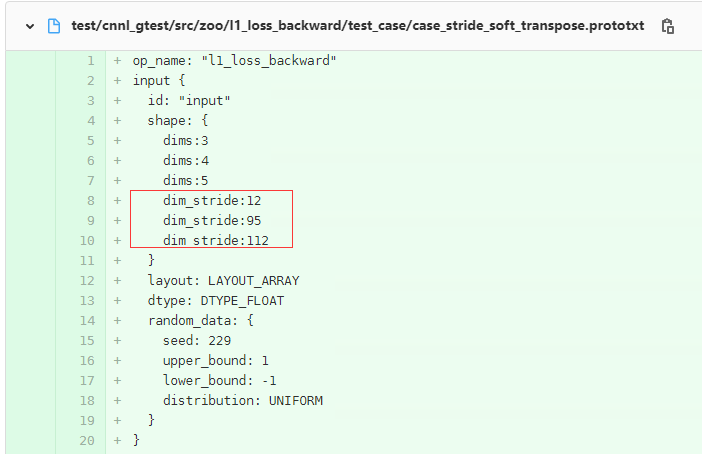 test/cnnl_gtest/src/zoo/l1_loss_backward/test_case/case_stride_soft_transpose.prototxt
1 + op_name: "l1_loss_backward"
2 + input {
3 + id: "input"
4 + shape: {
5 + dims:3
6 + dims:4
7 + dims:5
8 + dim_stride:12
9 + dim_stride:95
10 + dim_stride:112
11 + }
12 + layout: LAYOUT_ARRAY
13 + dtype: DTYPE_FLOAT
14 + random_data: {
15 + seed: 229
16 + upper_bound: 1
17 + lower_bound: -1
18 + distribution: UNIFORM
19 + }
20 + }